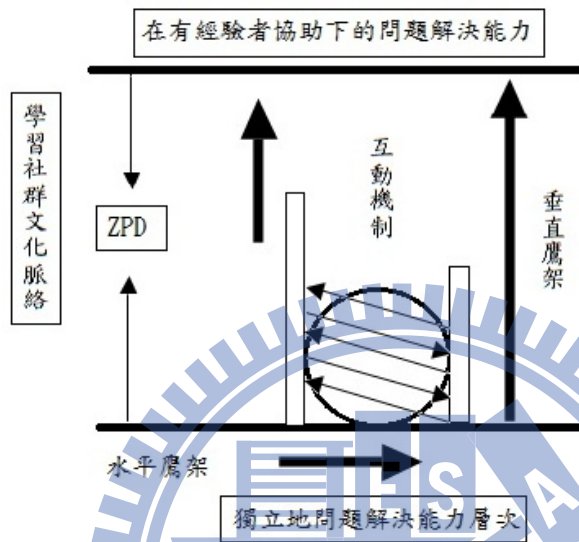 在有經驗者協助下的問題解決能力
學習社群文化脈絡
ZPD
互動機制
垂直鷹架
水平鷹架
獨立地問題解決能力層次
ESA